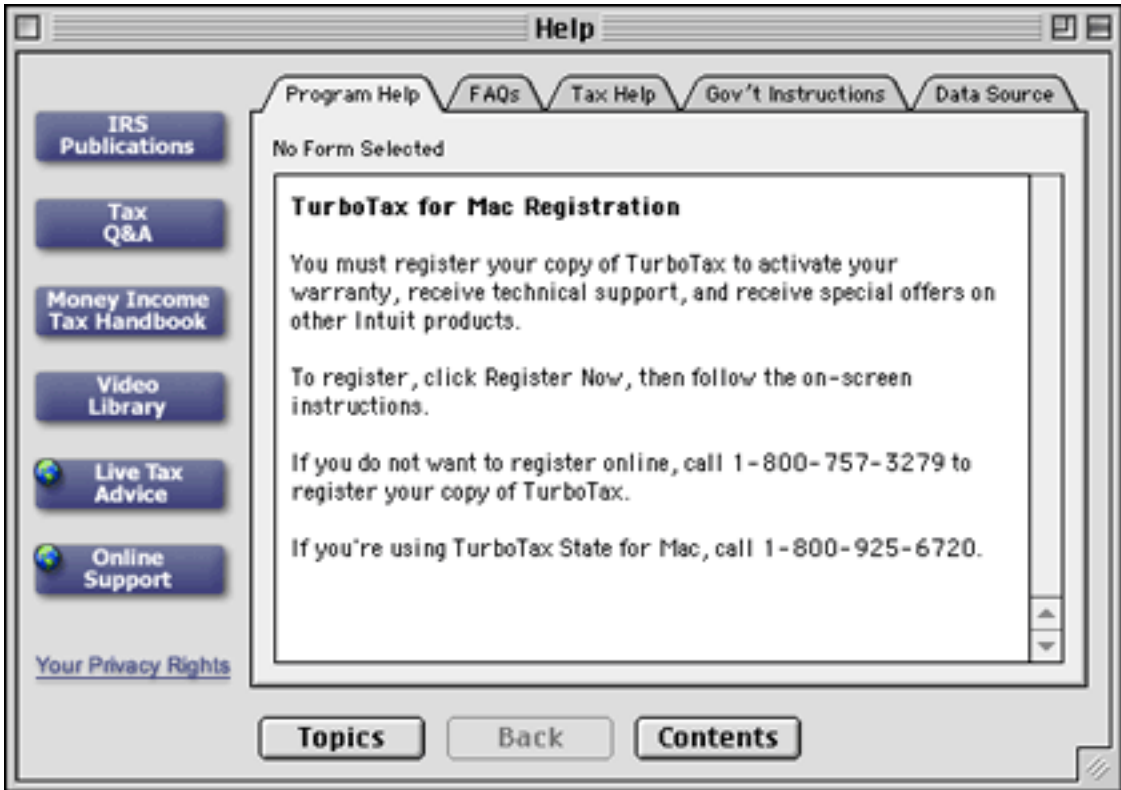 Help
Program Help
FAQs
Tax Help
Gov't Instructions
Data Source
IRS
Publications
Tax
Q&A
Money Income
Tax Handbook
Video
Library
Live Tax
Advice
Online
Support
Your Privacy Rights
No Form Selected
TurboTax for Mac Registration
You must register your copy of TurboTax to activate your
warranty, receive technical support, and receive special offers on
other Intuit products.
To register, click Register Now, then follow the on-screen
instructions.
If you do not want to register online, call 1-800-757-3279 to
register your copy of TurboTax.
If you're using TurboTax State for Mac, call 1-800-925-6720.
Topics
Back
Contents